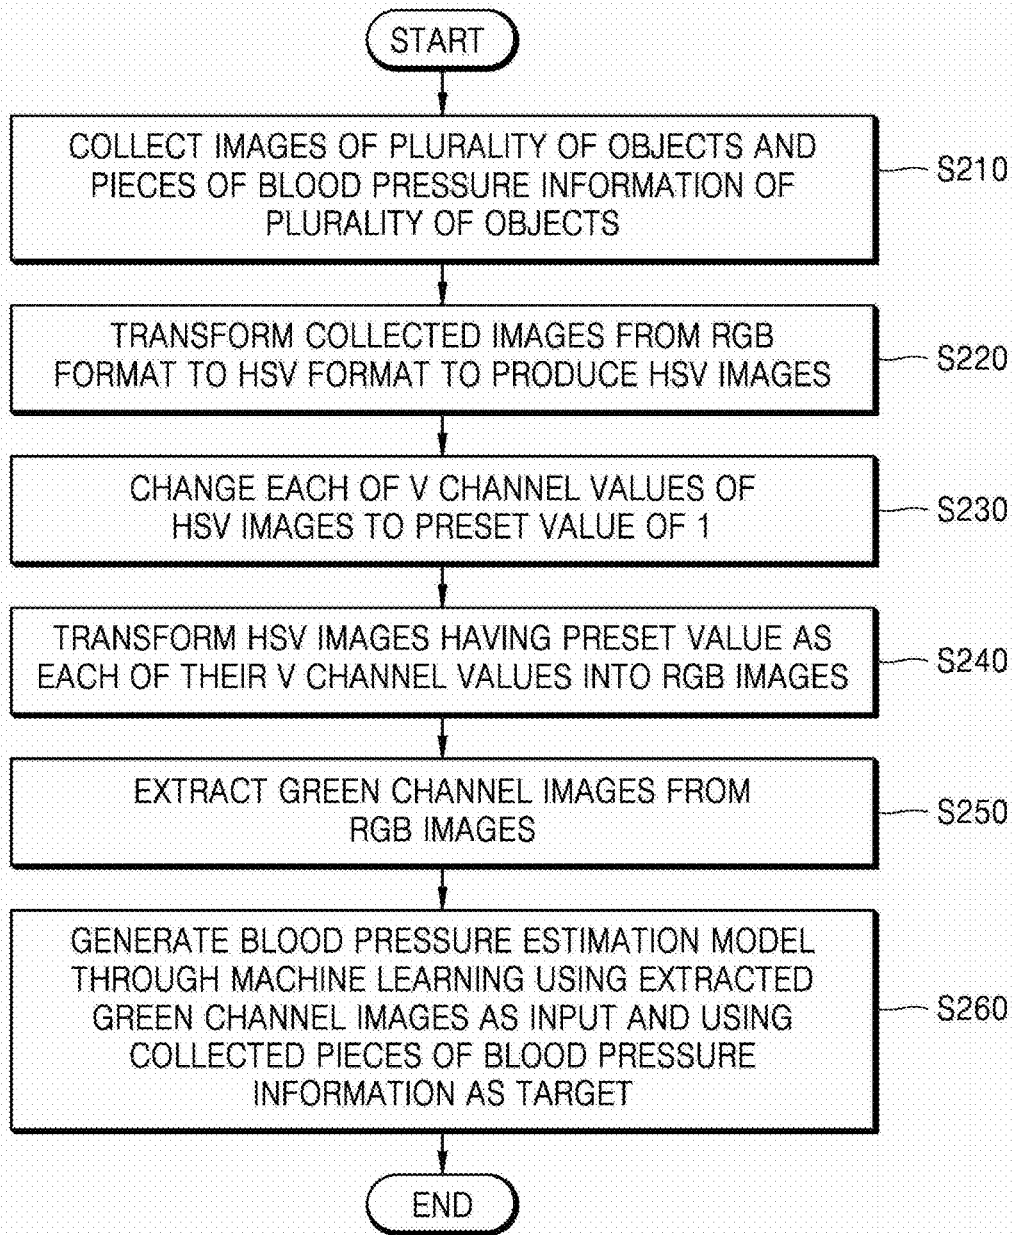 START
COLLECT IMAGES OF PLURALITY OF OBJECTS AND
PIECES OF BLOOD PRESSURE INFORMATION OF
PLURALITY OF OBJECTS
S210
TRANSFORM COLLECTED IMAGES FROM RGB
FORMAT TO HSV FORMAT TO PRODUCE HSV IMAGES
S220
CHANGE EACH OF V CHANNEL VALUES OF
HSV IMAGES TO PRESET VALUE OF 1
S230
TRANSFORM HSV IMAGES HAVING PRESET VALUE AS
EACH OF THEIR V CHANNEL VALUES INTO RGB IMAGES
S240
EXTRACT GREEN CHANNEL IMAGES FROM
RGB IMAGES
S250
GENERATE BLOOD PRESSURE ESTIMATION MODEL
THROUGH MACHINE LEARNING USING EXTRACTED
GREEN CHANNEL IMAGES AS INPUT AND USING
COLLECTED PIECES OF BLOOD PRESSURE
INFORMATION AS TARGET
S260
END